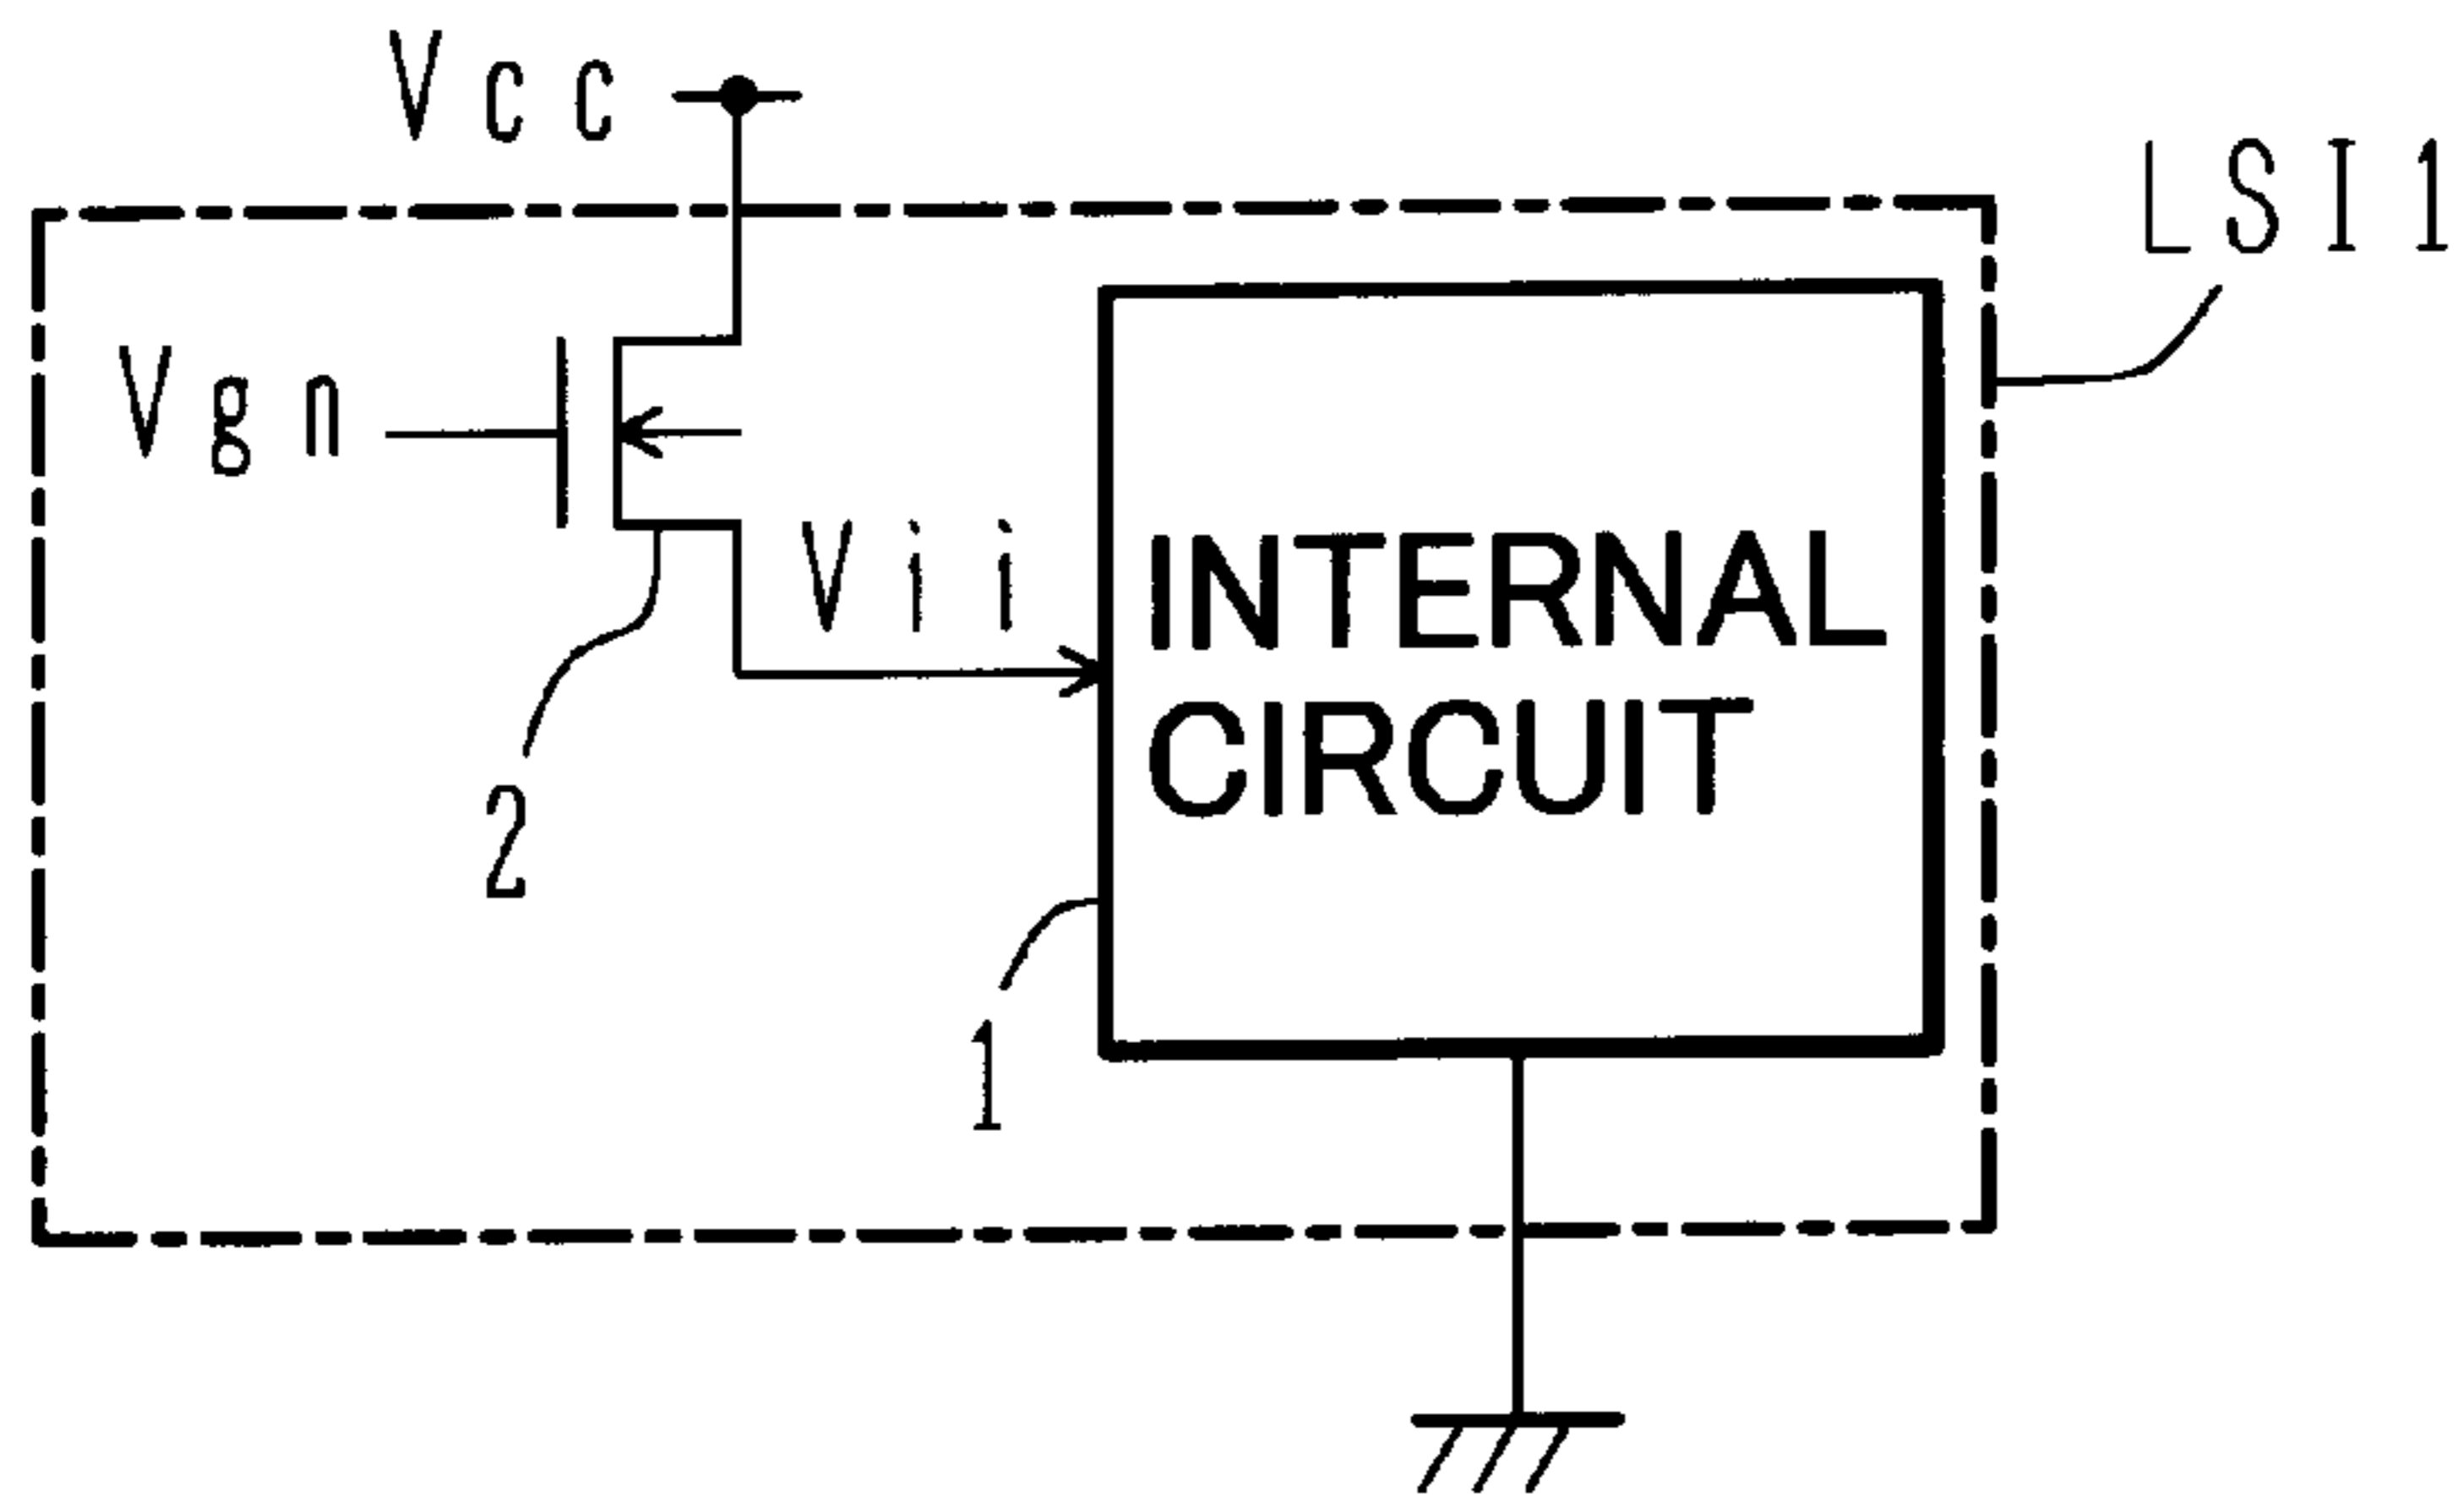 Vcc
LSI1
Vgn
Vii
INTERNAL
CIRCUIT
2
1